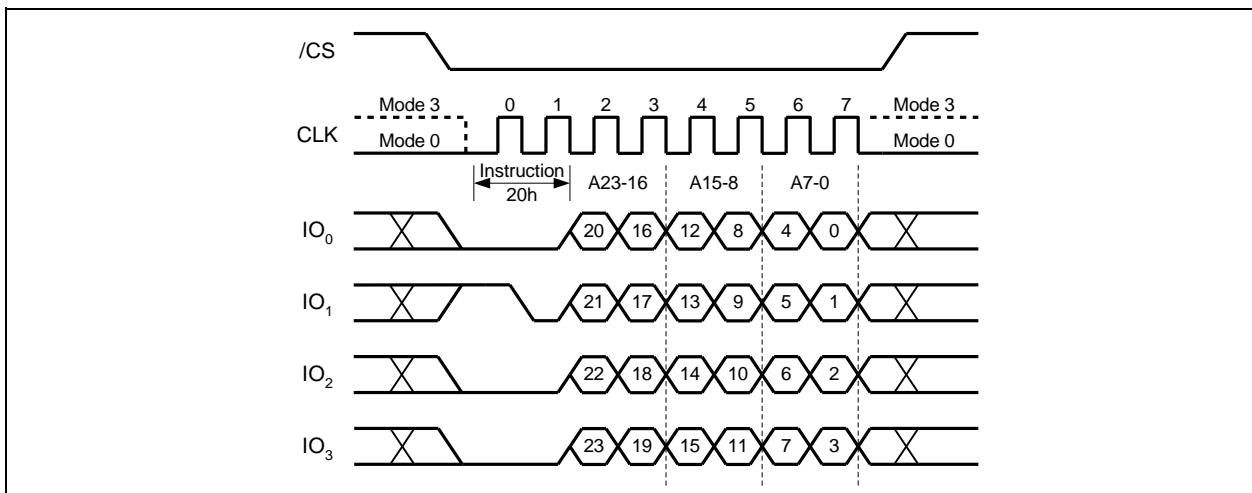 /CS
Mode 3 0 1 2 3 4 5 6 7 Mode 3
CLK
Mode 0 Mode 0
Instruction A23-16 A15-8 A7-0
20h
IO0 20 16 12 8 4 0
IO1 21 17 13 9 5 1
IO2 22 18 14 10 6 2
IO3 23 19 15 11 7 3